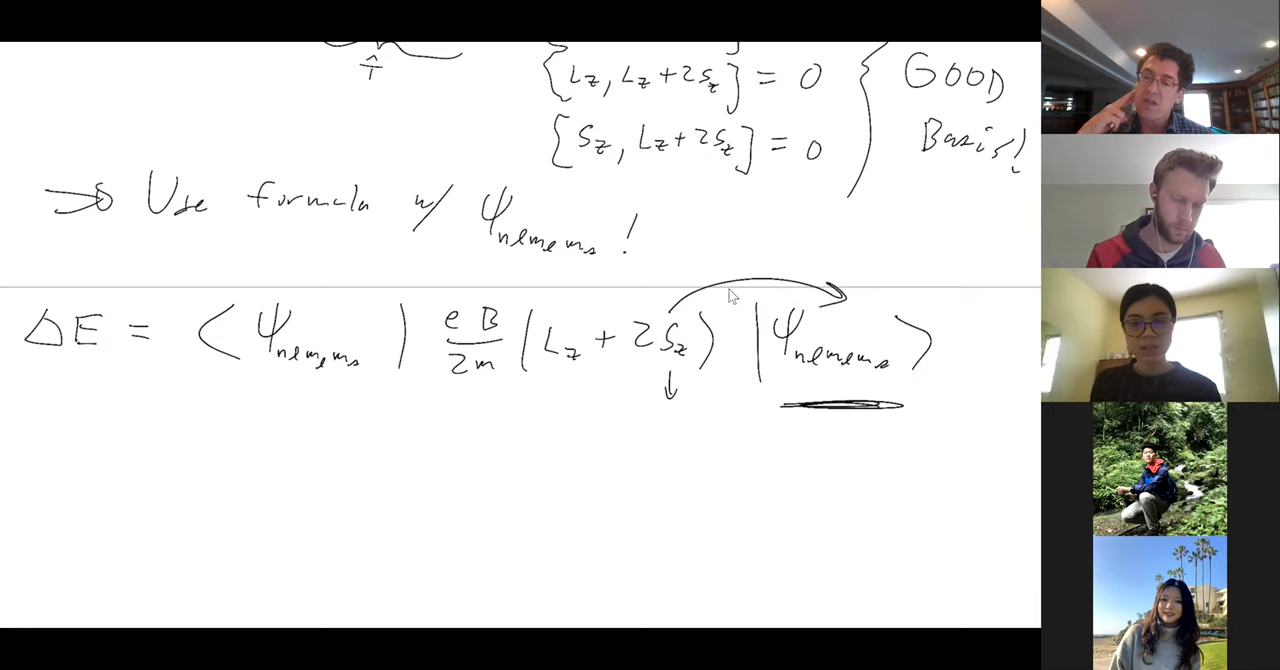 T̂
[Lz, Lz + 2Sz] = 0
[Sz, Lz + 2Sz] = 0
GOOD
Basis!
⇒ Use formula w/ ψnlmlms !
ΔE = ⟨ψnlmlms| eB/2m (Lz + 2Sz) |ψnlmlms⟩